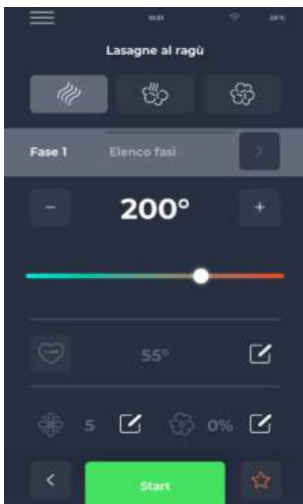 Lasagne al ragù
Fase 1 Elenco fasi
- 200° +
55°
5 0%
Start